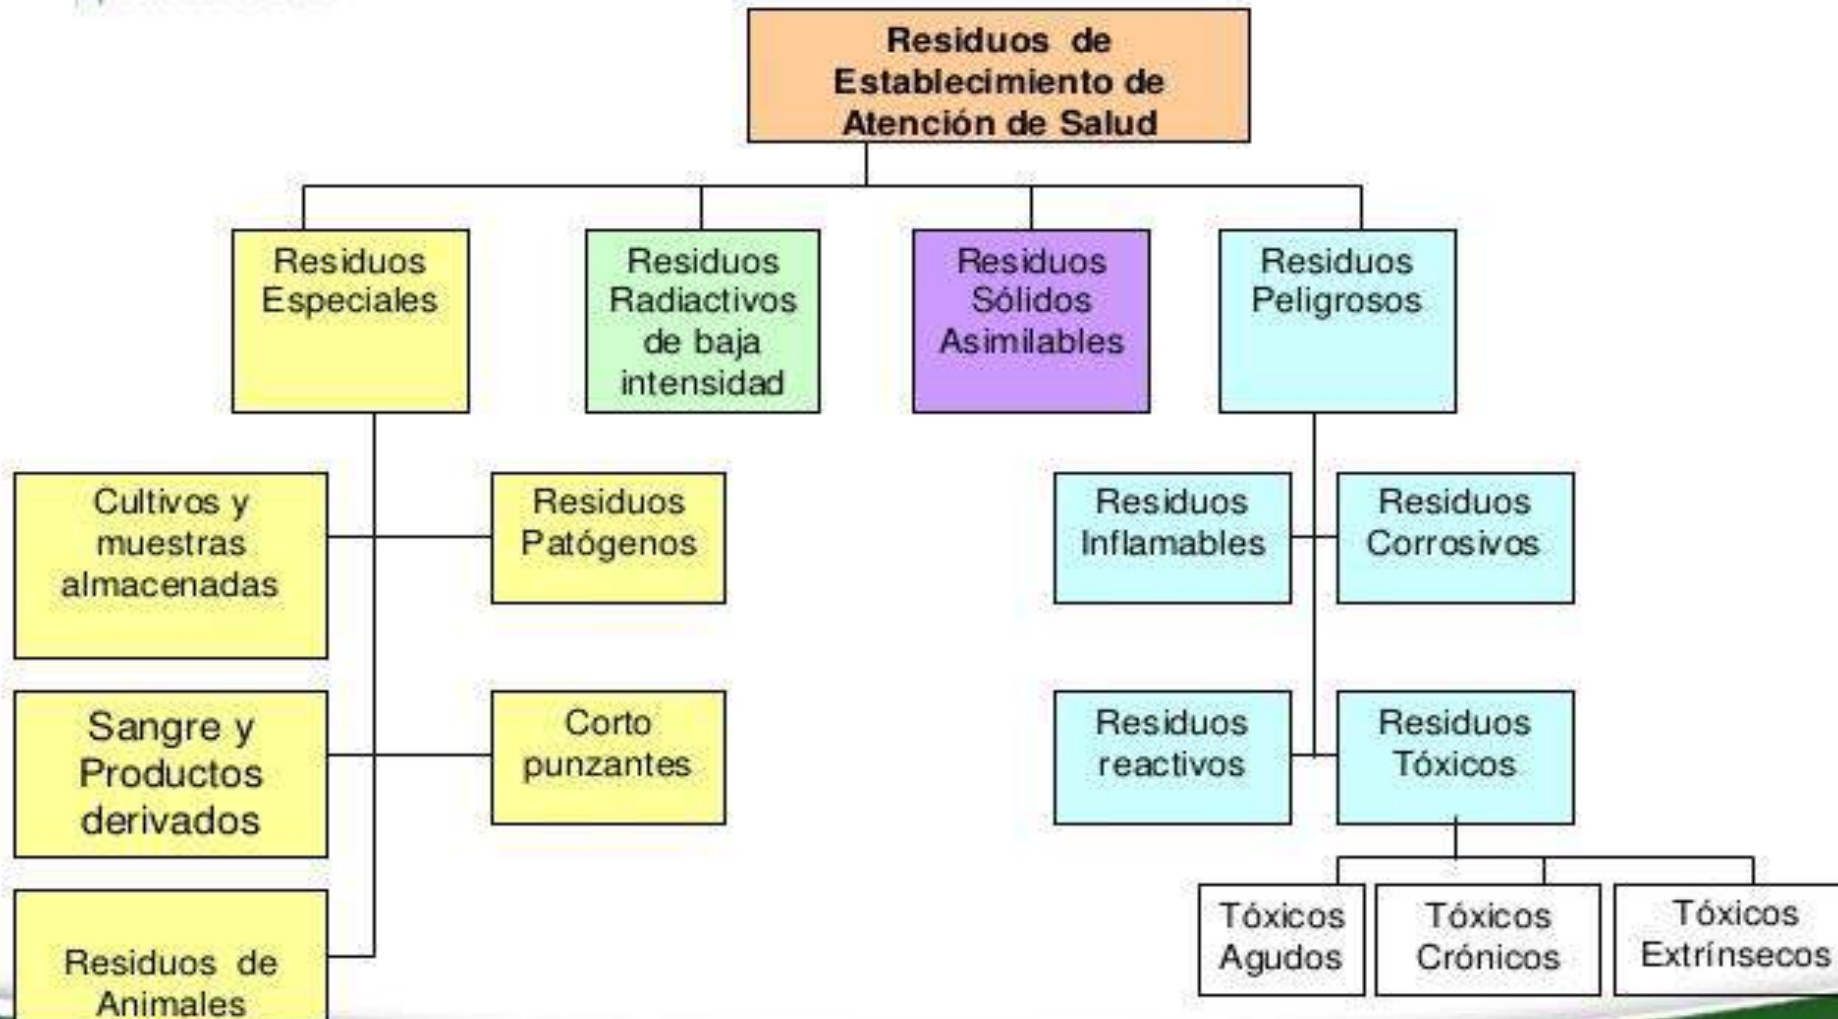 Residuos de
Establecimiento de
Atención de Salud
Residuos
Especiales
Residuos
Radiactivos
de baja
intensidad
Residuos
Sólidos
Asimilables
Residuos
Peligrosos
Cultivos y
muestras
almacenadas
Residuos
Patógenos
Residuos
Inflamables
Residuos
Corrosivos
Sangre y
Productos
derivados
Corto
punzantes
Residuos
reactivos
Residuos
Tóxicos
Residuos de
Animales
Tóxicos
Agudos
Tóxicos
Crónicos
Tóxicos
Extrínsecos